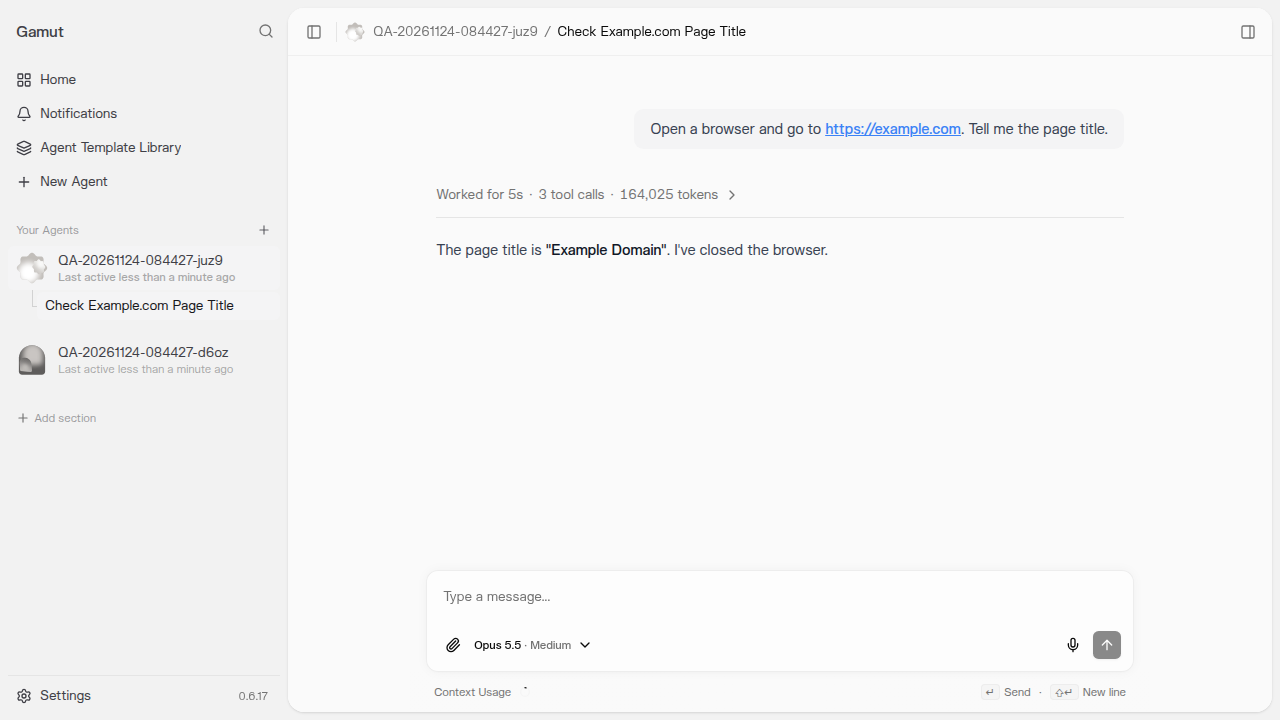 Gamut
Home
Notifications
Agent Template Library
New Agent
Your Agents
QA-20261124-084427-juz9
Last active less than a minute ago
Check Example.com Page Title
QA-20261124-084427-d6oz
Last active less than a minute ago
Add section
Settings
0.6.17
QA-20261124-084427-juz9 / Check Example.com Page Title
Open a browser and go to https://example.com. Tell me the page title.
Worked for 5s · 3 tool calls · 164,025 tokens
The page title is "Example Domain". I've closed the browser.
Type a message...
Opus 5.5 · Medium
Context Usage
Send · New line